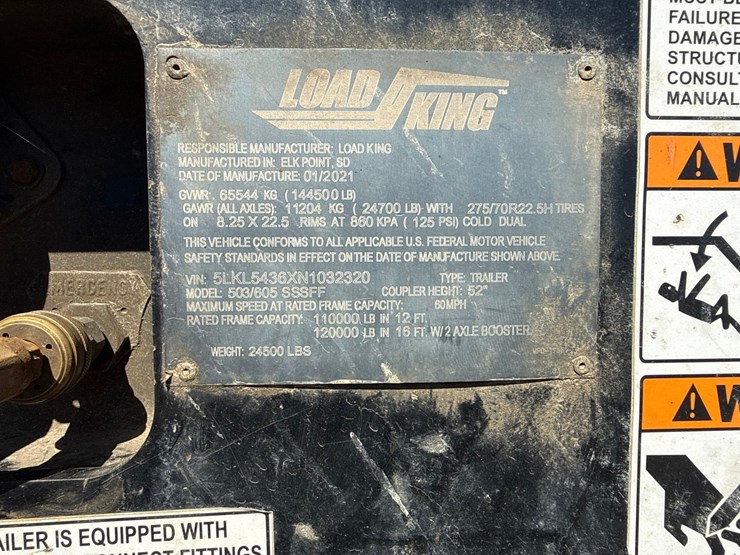 LOAD KING™
RESPONSIBLE MANUFACTURER: LOAD KING
MANUFACTURED IN: ELK POINT, SD
DATE OF MANUFACTURE: 01/2021
GVWR: 65544 KG (144500 LB)
GAWR (ALL AXLES): 11204 KG ( 24700 LB) WITH 275/70R22.5H TIRES
ON 8.25 X 22.5 RIMS AT 860 KPA ( 125 PSI) COLD DUAL
THIS VEHICLE CONFORMS TO ALL APPLICABLE U.S. FEDERAL MOTOR VEHICLE
SAFETY STANDARDS IN EFFECT ON THE DATE OF MANUFACTURE SHOWN ABOVE.
VIN: 5LKL5436XN1032320 TYPE: TRAILER
MODEL: 503/605 SSSFF COUPLER HEIGHT: 52"
MAXIMUM SPEED AT RATED FRAME CAPACITY: 60MPH
RATED FRAME CAPACITY: 110000 LB IN 12 FT.
120000 LB IN 16 FT. W/2 AXLE BOOSTER
WEIGHT: 24500 LBS
EMERGENCY
FAILURE
DAMAGE
STRUCTU
CONSUL
MANUAL
W
W
AILER IS EQUIPPED WITH
NNECT FITTINGS